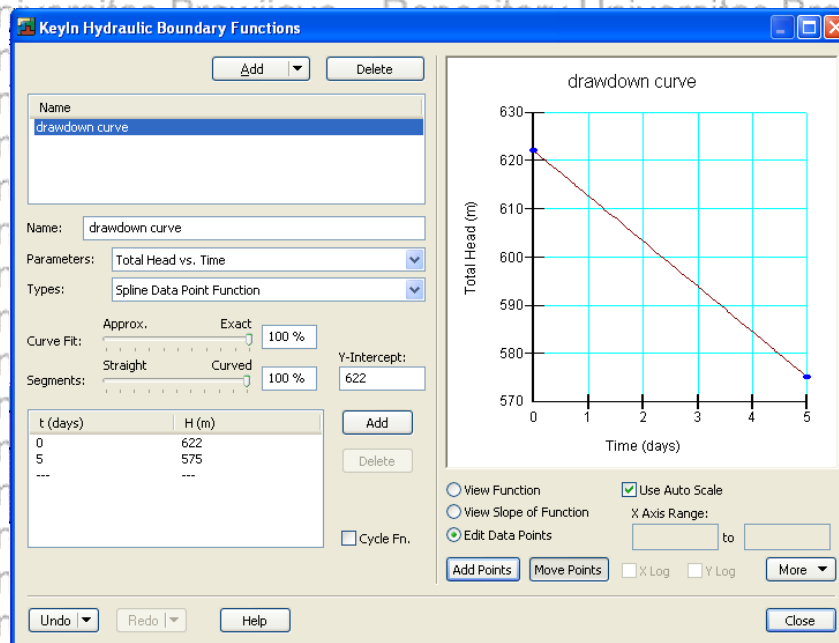 KeyIn Hydraulic Boundary Functions
Add
Delete
Name
drawdown curve
Name: drawdown curve
Parameters: Total Head vs. Time
Types: Spline Data Point Function
Approx. Exact
Curve Fit: 100 %
Straight Curved
Segments: 100 %
Y-Intercept:
622
t (days) H (m)
0 622
5 575
--- ---
Add
Delete
Cycle Fn.
drawdown curve
Total Head (m)
630
620
610
600
590
580
570
0 1 2 3 4 5
Time (days)
View Function
View Slope of Function
Edit Data Points
Use Auto Scale
X Axis Range:
to
Add Points Move Points X Log Y Log More
Undo Redo Help Close